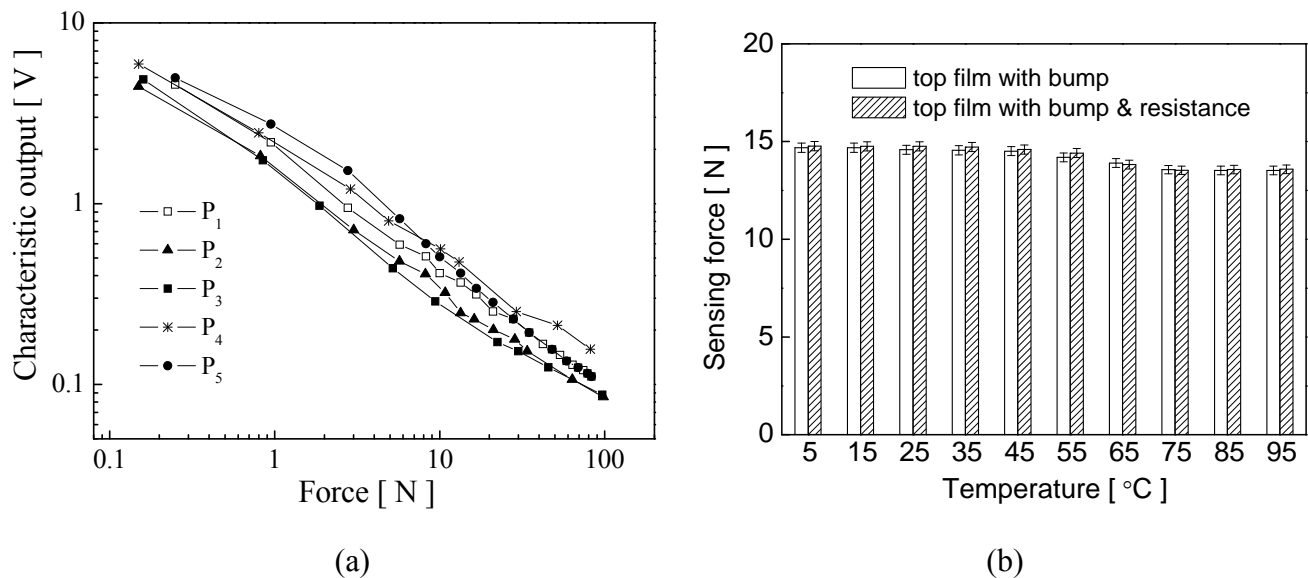 10
1
0.1
Characteristic output [ V ]
P1
P2
P3
P4
P5
0.1 1 10 100
Force [ N ]
(a)
20
15
10
5
0
Sensing force [ N ]
top film with bump
top film with bump & resistance
5 15 25 35 45 55 65 75 85 95
Temperature [ °C ]
(b)